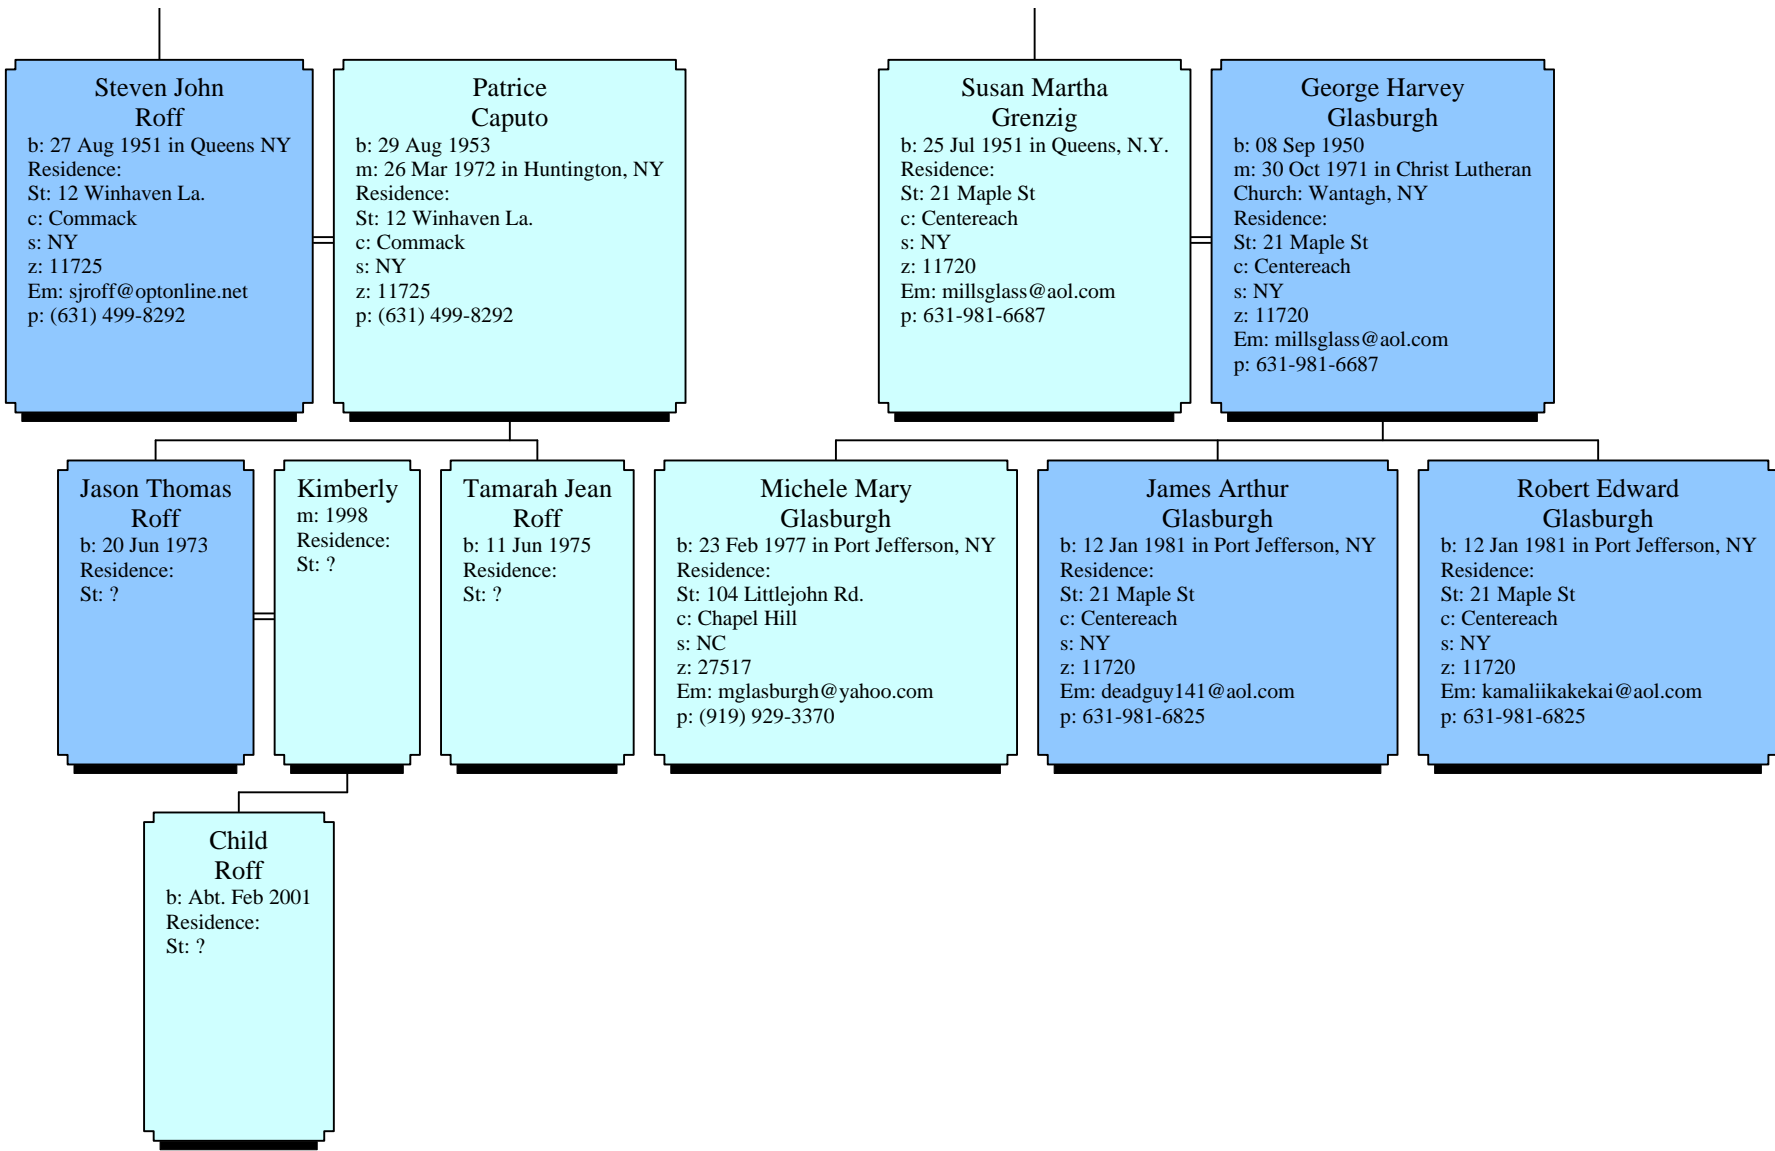 Steven John
Roff
b: 27 Aug 1951 in Queens NY
Residence:
St: 12 Winhaven La.
c: Commack
s: NY
z: 11725
Em: sjroff@optonline.net
p: (631) 499-8292
Patrice
Caputo
b: 29 Aug 1953
m: 26 Mar 1972 in Huntington, NY
Residence:
St: 12 Winhaven La.
c: Commack
s: NY
z: 11725
p: (631) 499-8292
Susan Martha
Grenzig
b: 25 Jul 1951 in Queens, N.Y.
Residence:
St: 21 Maple St
c: Centereach
s: NY
z: 11720
Em: millsglass@aol.com
p: 631-981-6687
George Harvey
Glasburgh
b: 08 Sep 1950
m: 30 Oct 1971 in Christ Lutheran
Church: Wantagh, NY
Residence:
St: 21 Maple St
c: Centereach
s: NY
z: 11720
Em: millsglass@aol.com
p: 631-981-6687
Jason Thomas
Roff
b: 20 Jun 1973
Residence:
St: ?
Kimberly
m: 1998
Residence:
St: ?
Tamarah Jean
Roff
b: 11 Jun 1975
Residence:
St: ?
Michele Mary
Glasburgh
b: 23 Feb 1977 in Port Jefferson, NY
Residence:
St: 104 Littlejohn Rd.
c: Chapel Hill
s: NC
z: 27517
Em: mglasburgh@yahoo.com
p: (919) 929-3370
James Arthur
Glasburgh
b: 12 Jan 1981 in Port Jefferson, NY
Residence:
St: 21 Maple St
c: Centereach
s: NY
z: 11720
Em: deadguy141@aol.com
p: 631-981-6825
Robert Edward
Glasburgh
b: 12 Jan 1981 in Port Jefferson, NY
Residence:
St: 21 Maple St
c: Centereach
s: NY
z: 11720
Em: kamaliikakekai@aol.com
p: 631-981-6825
Child
Roff
b: Abt. Feb 2001
Residence:
St: ?